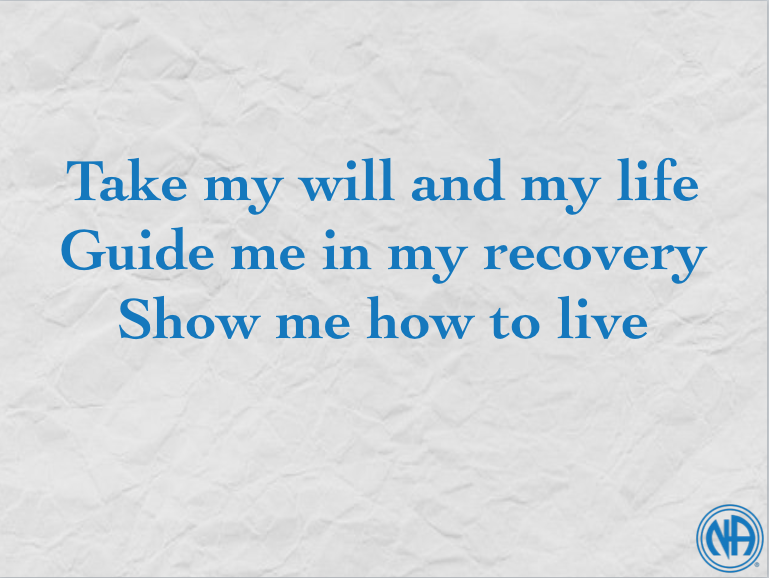 Take my will and my life
Guide me in my recovery
Show me how to live
NA
®